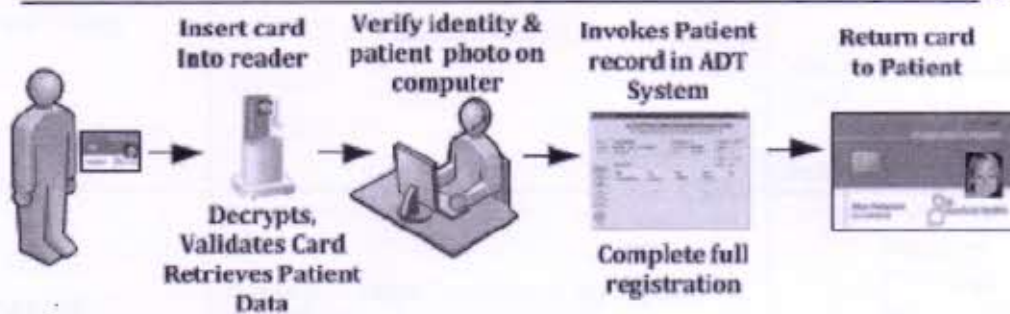 Insert card
Into reader
Decrypts,
Validates Card
Retrieves Patient
Data
Verify identity &
patient photo on
computer
Invokes Patient
record in ADT
System
Complete full
registration
Return card
to Patient